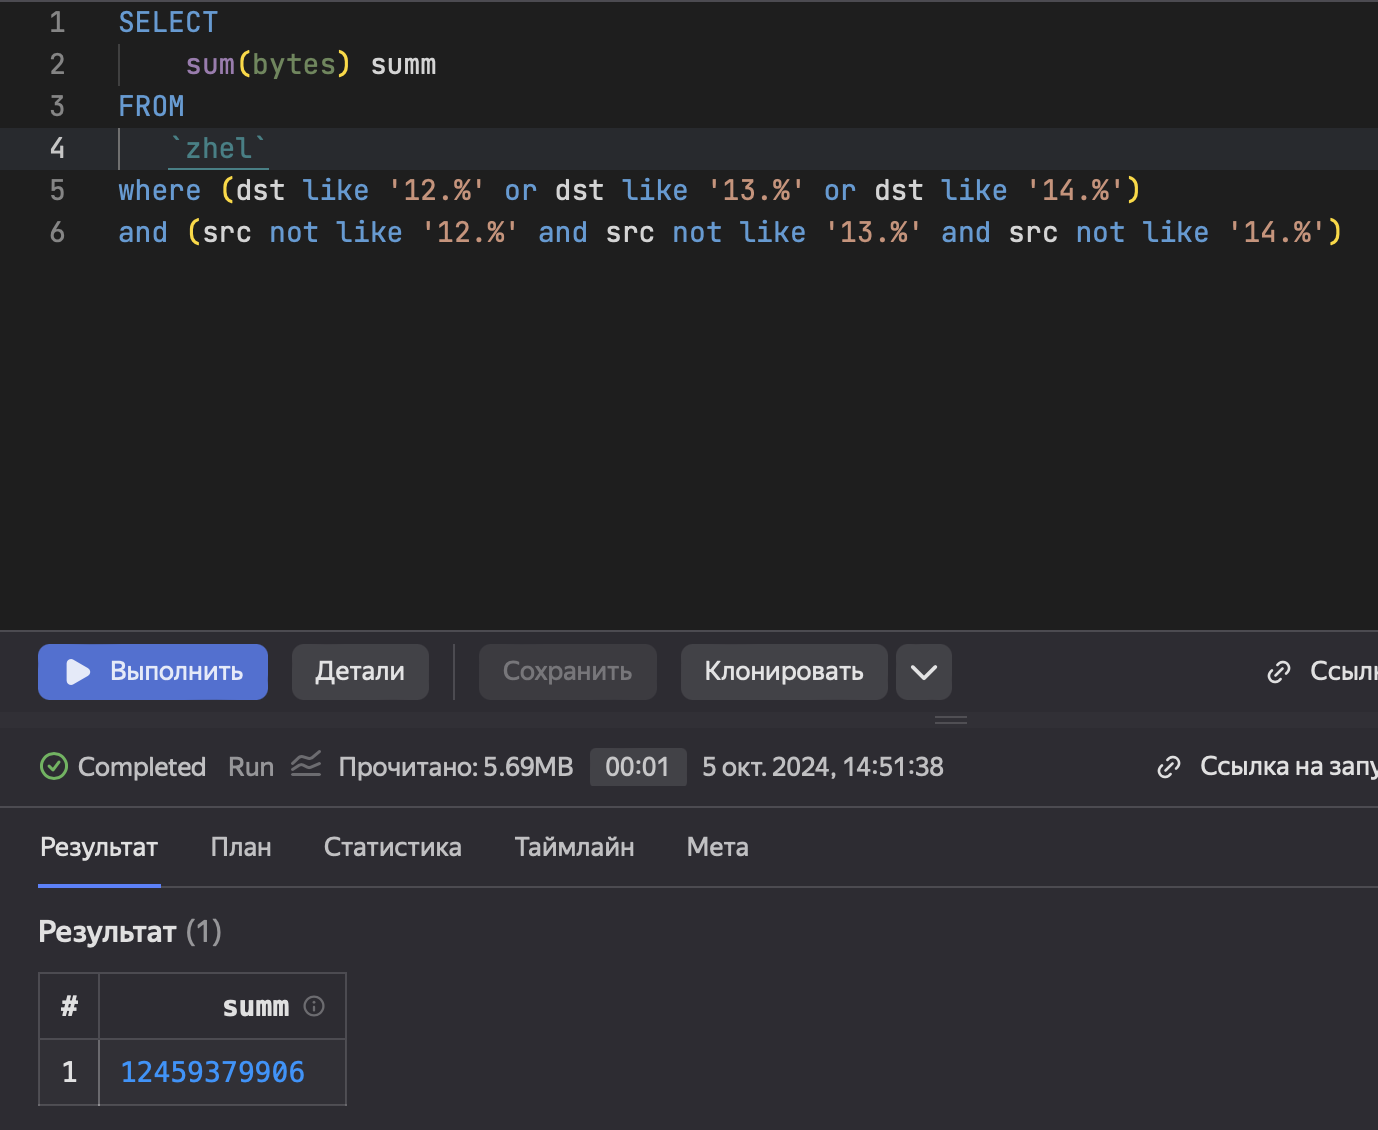 1 SELECT
2 sum(bytes) summ
3 FROM
4 `zhel`
5 where (dst like '12.%' or dst like '13.%' or dst like '14.%')
6 and (src not like '12.%' and src not like '13.%' and src not like '14.%')
Выполнить Детали Сохранить Клонировать Ссылк
Completed Run Прочитано: 5.69MB 00:01 5 окт. 2024, 14:51:38 Ссылка на запу
Результат План Статистика Таймлайн Мета
Результат (1)
# summ
1 12459379906